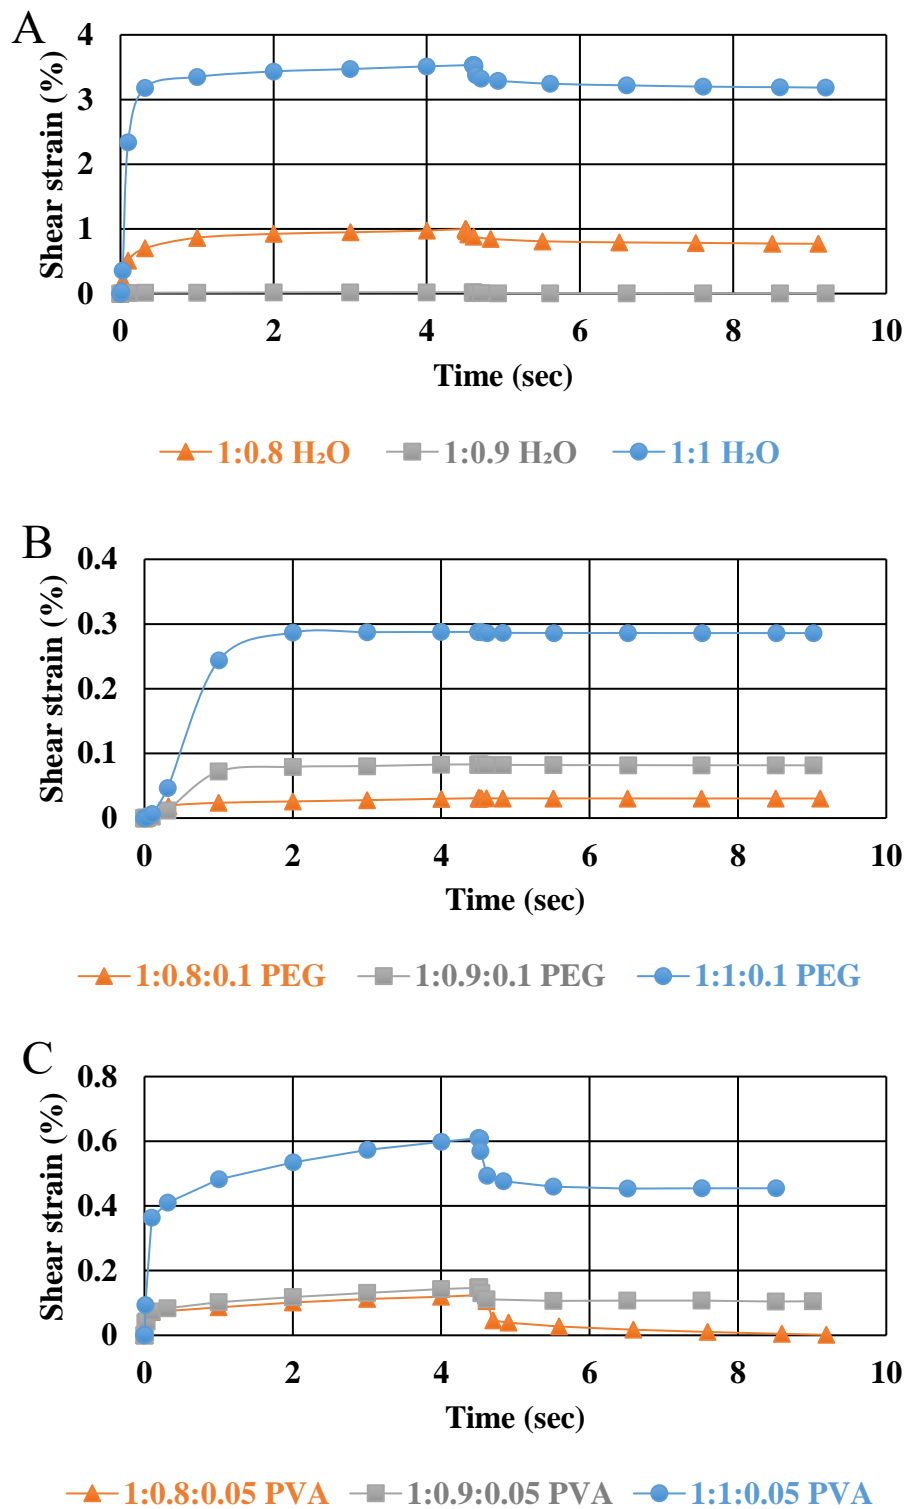 A
Shear strain (%)
4
3
2
1
0
0 2 4 6 8 10
Time (sec)
1:0.8 H₂O 1:0.9 H₂O 1:1 H₂O
B
Shear strain (%)
0.4
0.3
0.2
0.1
0
0 2 4 6 8 10
Time (sec)
1:0.8:0.1 PEG 1:0.9:0.1 PEG 1:1:0.1 PEG
C
Shear strain (%)
0.8
0.6
0.4
0.2
0
0 2 4 6 8 10
Time (sec)
1:0.8:0.05 PVA 1:0.9:0.05 PVA 1:1:0.05 PVA